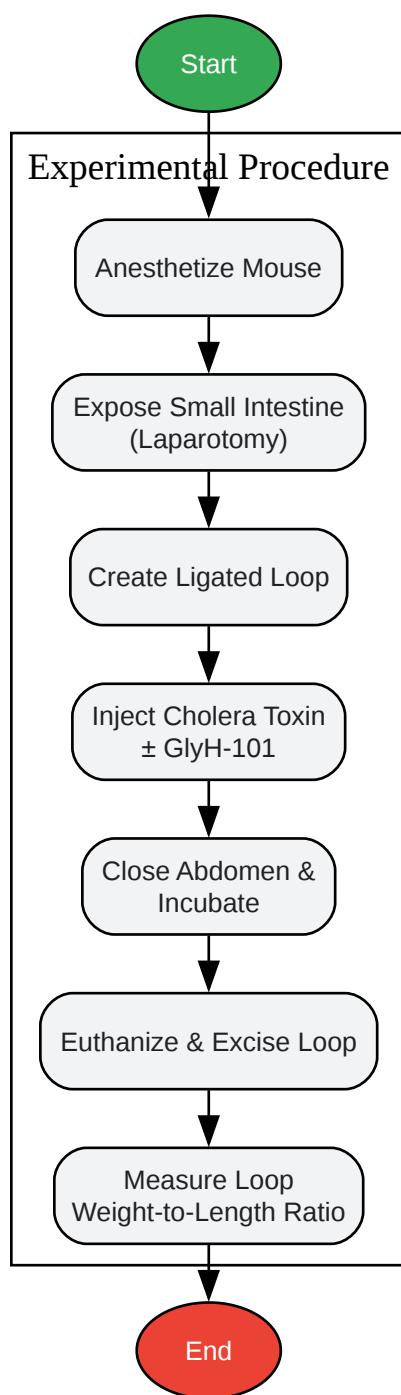 Start
Experimental Procedure
Anesthetize Mouse
Expose Small Intestine
(Laparotomy)
Create Ligated Loop
Inject Cholera Toxin
± GlyH-101
Close Abdomen &
Incubate
Euthanize & Excise Loop
Measure Loop
Weight-to-Length Ratio
End